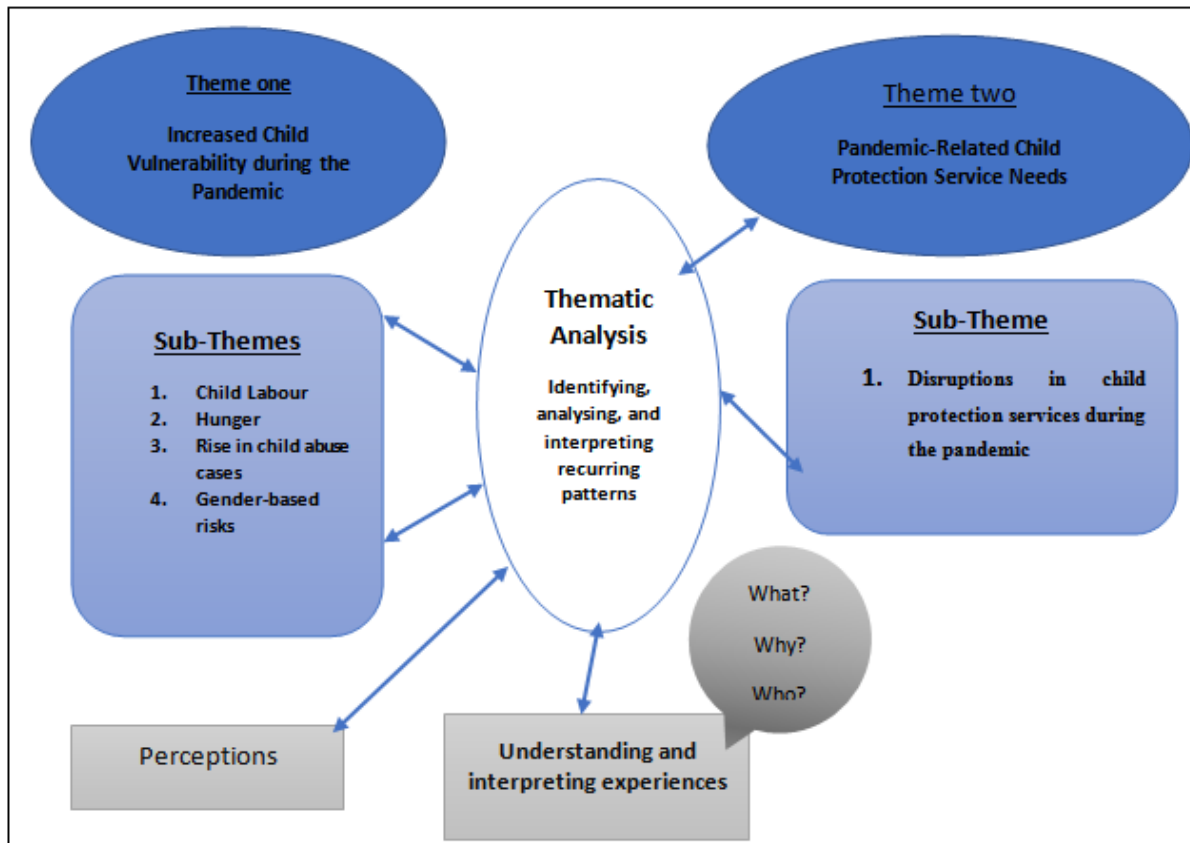 Theme one
Increased Child
Vulnerability during the
Pandemic
Theme two
Pandemic-Related Child
Protection Service Needs
Sub-Themes
1. Child Labour
2. Hunger
3. Rise in child abuse
cases
4. Gender-based
risks
Thematic
Analysis
Identifying,
analysing, and
interpreting
recurring
patterns
Sub-Theme
1. Disruptions in child
protection services during
the pandemic
What?
Why?
Who?
Perceptions
Understanding and
interpreting experiences